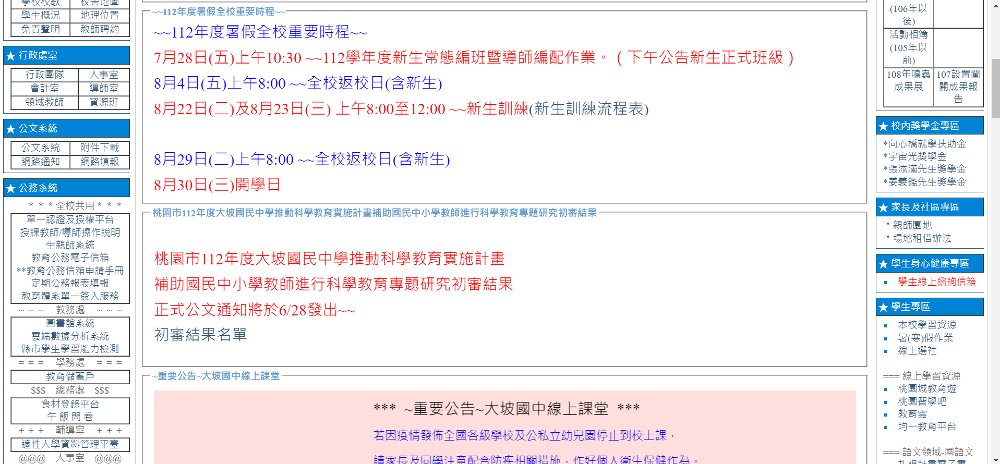 學校校歌 校舍地圖
學生概況 地理位置
免責聲明 教師聘約
★ 行政處室
行政團隊 人事室
會計室 導師室
領域教師 資源班
★ 公文系統
公文系統 附件下載
網路通知 網路填報
★ 公務系統
* * * 全校共用 * * *
單一認證及授權平台
授課教師/導師操作說明
生親師系統
教育公務電子信箱
**教育公務信箱申請手冊
定期公務報表填報
教育體系單一簽入服務
~ ~ ~ 教務處 ~ ~ ~
圖書館系統
雲端數據分析系統
縣市學生學習能力檢測
= = = 學務處 = = =
教育儲蓄戶
$$$ 總務處 $$$
食材登錄平台
午 飯 問 卷
+ + + 輔導室 + + +
適性入學資料管理平臺
@@@ 人事室 @@@
~~112年度暑假全校重要時程~~
~~112年度暑假全校重要時程~~
7月28日(五)上午10:30 ~~112學年度新生常態編班暨導師編配作業。（下午公告新生正式班級）
8月4日(五)上午8:00 ~~全校返校日(含新生)
8月22日(二)及8月23日(三) 上午8:00至12:00 ~~新生訓練(新生訓練流程表)
8月29日(二)上午8:00 ~~全校返校日(含新生)
8月30日(三)開學日
桃園市112年度大坡國民中學推動科學教育實施計畫補助國民中小學教師進行科學教育專題研究初審結果
桃園市112年度大坡國民中學推動科學教育實施計畫
補助國民中小學教師進行科學教育專題研究初審結果
正式公文通知將於6/28發出~~
初審結果名單
~重要公告~大坡國中線上課堂
*** ~重要公告~大坡國中線上課堂 ***
若因疫情發佈全國各級學校及公私立幼兒園停止到校上課，
請家長及同學注意配合防疫相關措施，作好個人衛生保健作為。
(106年以
後)
活動相簿
(105年以
前)
108年鳴蟲
成果展
107設置闖
關成果報
告
★ 校內獎學金專區
*向心橋就學扶助金
*宇宙光獎學金
*張添滿先生獎學金
*姜義鑑先生獎學金
★ 家長及社區專區
* 親師園地
* 場地租借辦法
★ 學生身心健康專區
學生線上諮詢信箱
★ 學生專區
本校學習資源
暑(寒)假作業
線上選社
=== 線上學習資源
桃園城教育遊
桃園智學吧
教育雲
均一教育平台
=== 語文領域-國語文